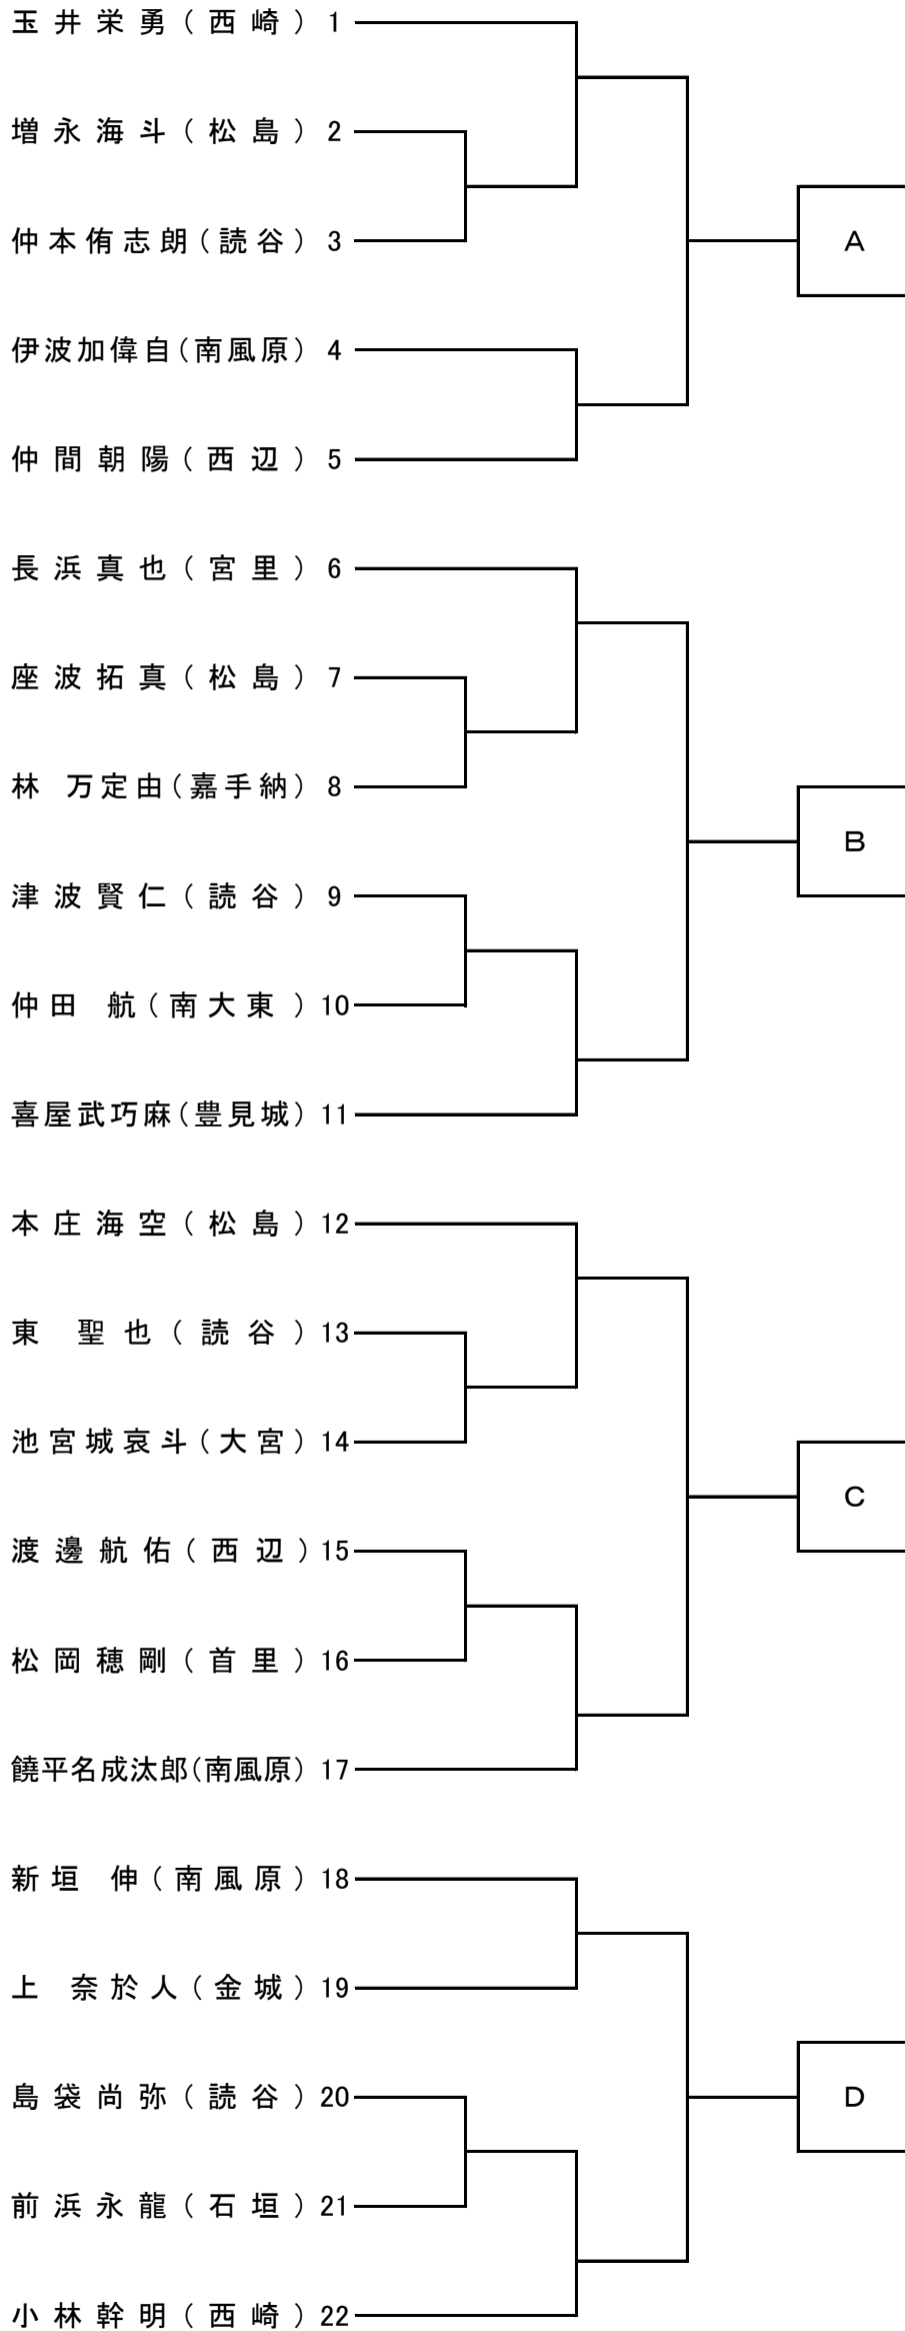 玉井栄勇(西崎) 1
増永海斗(松島) 2
仲本侑志朗(読谷) 3
A
伊波加偉自(南風原) 4
仲間朝陽(西辺) 5
長浜真也(宮里) 6
座波拓真(松島) 7
林 万定由(嘉手納) 8
B
津波賢仁(読谷) 9
仲田 航(南大東) 10
喜屋武巧麻(豊見城) 11
本庄海空(松島) 12
東 聖也(読谷) 13
池宮城哀斗(大宮) 14
C
渡邊航佑(西辺) 15
松岡穂剛(首里) 16
饒平名成汰郎(南風原) 17
新垣 伸(南風原) 18
上 奈於人(金城) 19
島袋尚弥(読谷) 20
D
前浜永龍(石垣) 21
小林幹明(西崎) 22